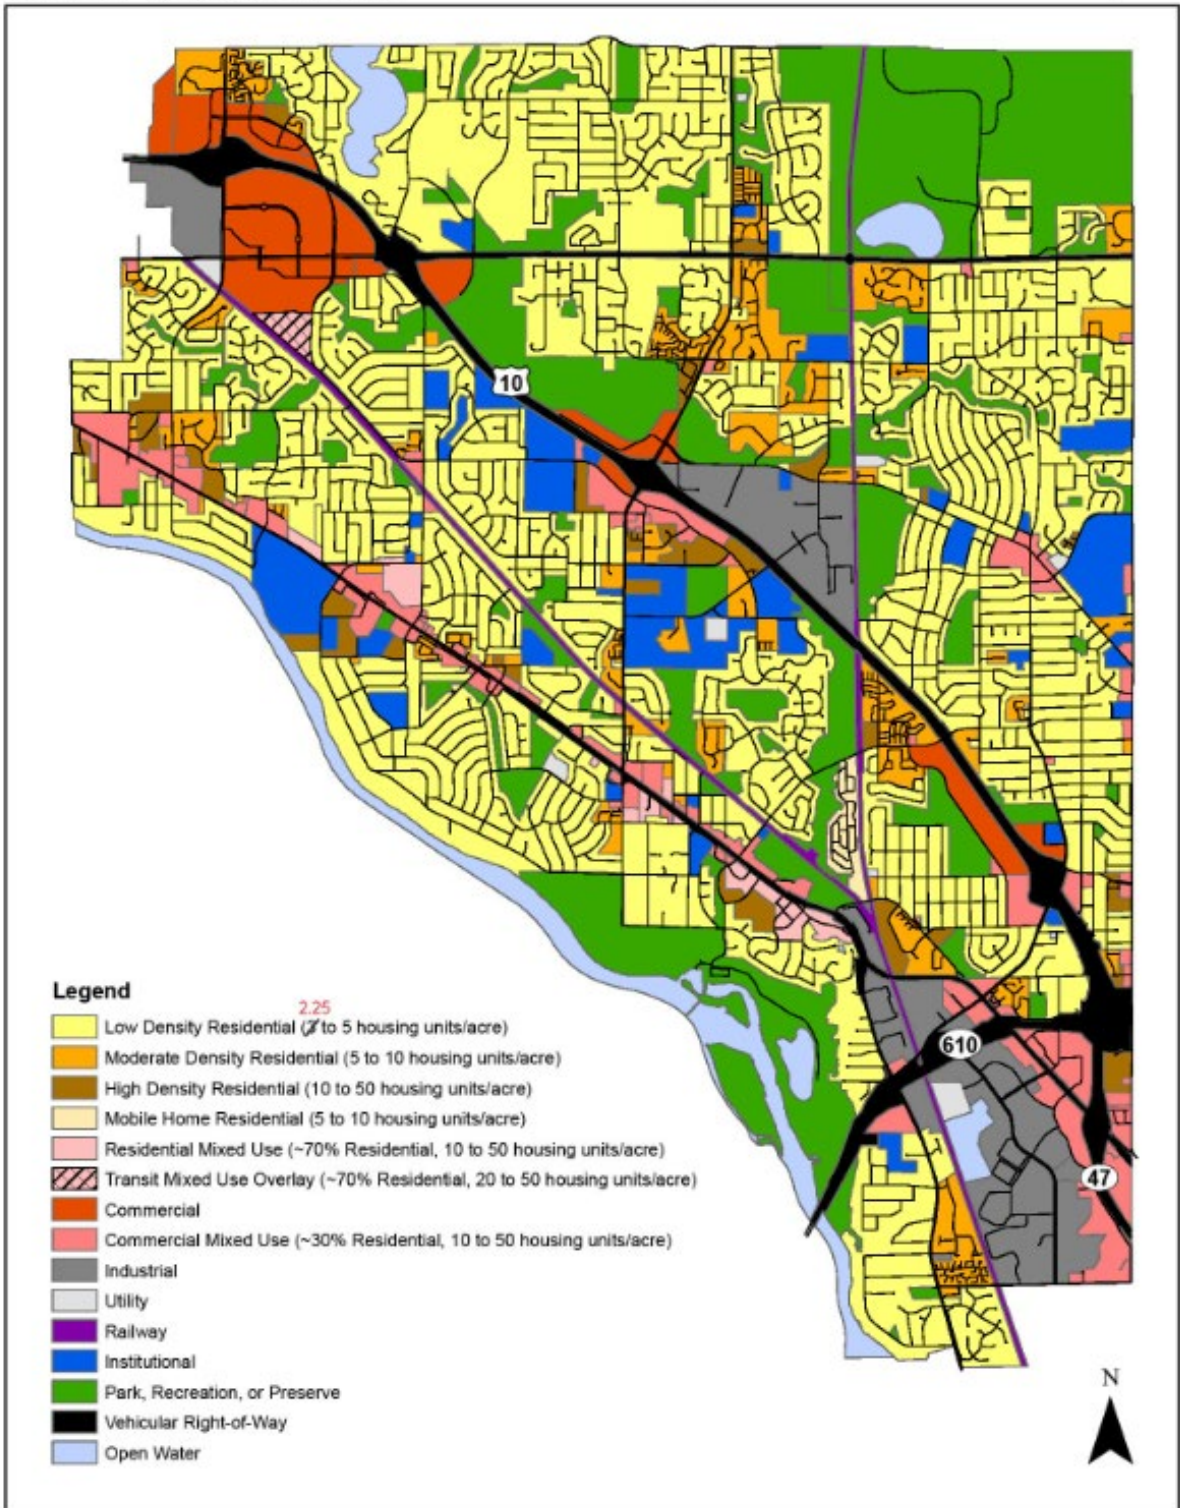 10
610
47
Legend
2.25
Low Density Residential (3 to 5 housing units/acre)
Moderate Density Residential (5 to 10 housing units/acre)
High Density Residential (10 to 50 housing units/acre)
Mobile Home Residential (5 to 10 housing units/acre)
Residential Mixed Use (~70% Residential, 10 to 50 housing units/acre)
Transit Mixed Use Overlay (~70% Residential, 20 to 50 housing units/acre)
Commercial
Commercial Mixed Use (~30% Residential, 10 to 50 housing units/acre)
Industrial
Utility
Railway
Institutional
Park, Recreation, or Preserve
Vehicular Right-of-Way
Open Water
N